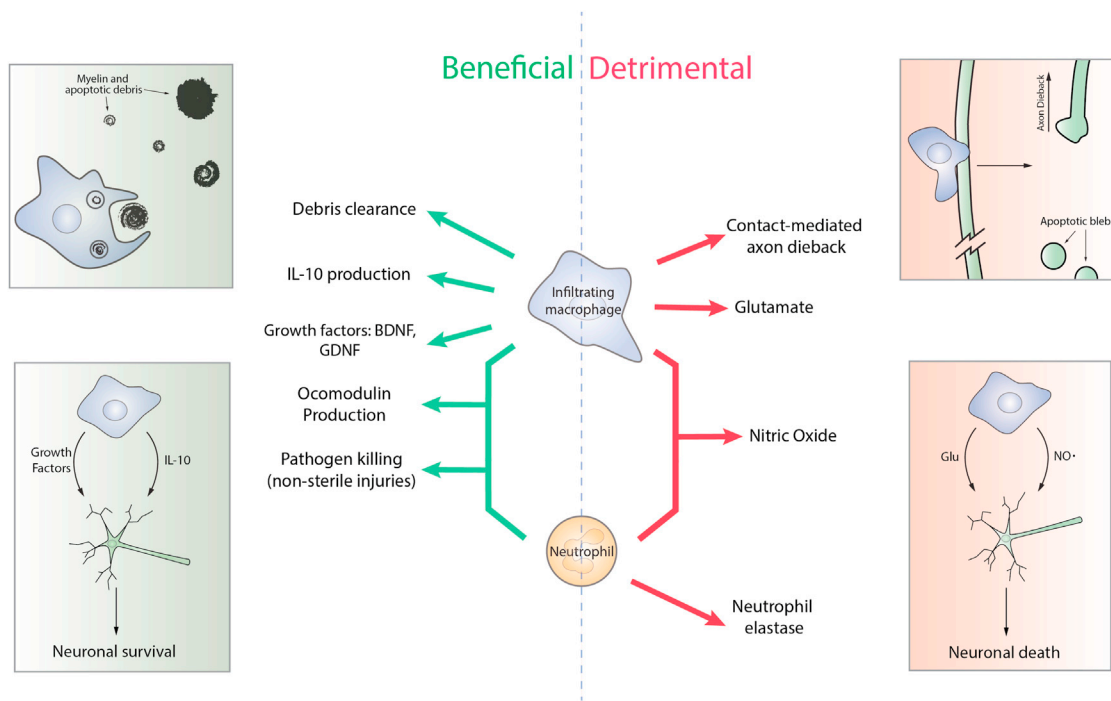 Beneficial Detrimental
Myelin and
apoptotic debris
Debris clearance
IL-10 production
Growth factors: BDNF,
GDNF
Ocomodulin
Production
Pathogen killing
(non-sterile injuries)
Infiltrating
macrophage
Neutrophil
Contact-mediated
axon dieback
Glutamate
Nitric Oxide
Neutrophil
elastase
Axon Dieback
Apoptotic bleb
Growth
Factors
IL-10
Neuronal survival
Glu
NO·
Neuronal death